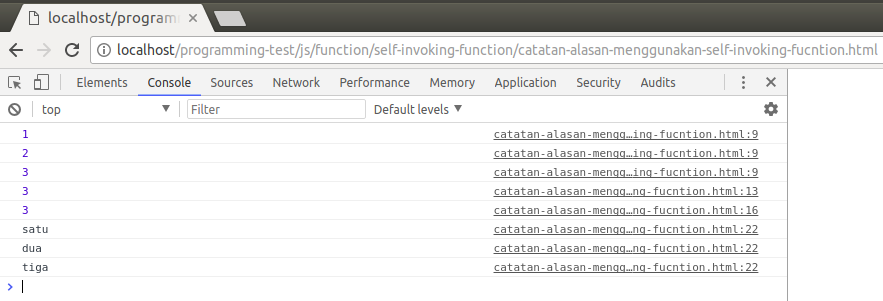 localhost/programm
localhost/programming-test/js/function/self-invoking-function/catatan-alasan-menggunakan-self-invoking-fucntion.html
Elements Console Sources Network Performance Memory Application Security Audits
top Filter Default levels
1 catatan-alasan-mengg…ing-fucntion.html:9
2 catatan-alasan-mengg…ing-fucntion.html:9
3 catatan-alasan-mengg…ing-fucntion.html:9
3 catatan-alasan-mengg…ng-fucntion.html:13
3 catatan-alasan-mengg…ng-fucntion.html:16
satu catatan-alasan-mengg…ng-fucntion.html:22
dua catatan-alasan-mengg…ng-fucntion.html:22
tiga catatan-alasan-mengg…ng-fucntion.html:22